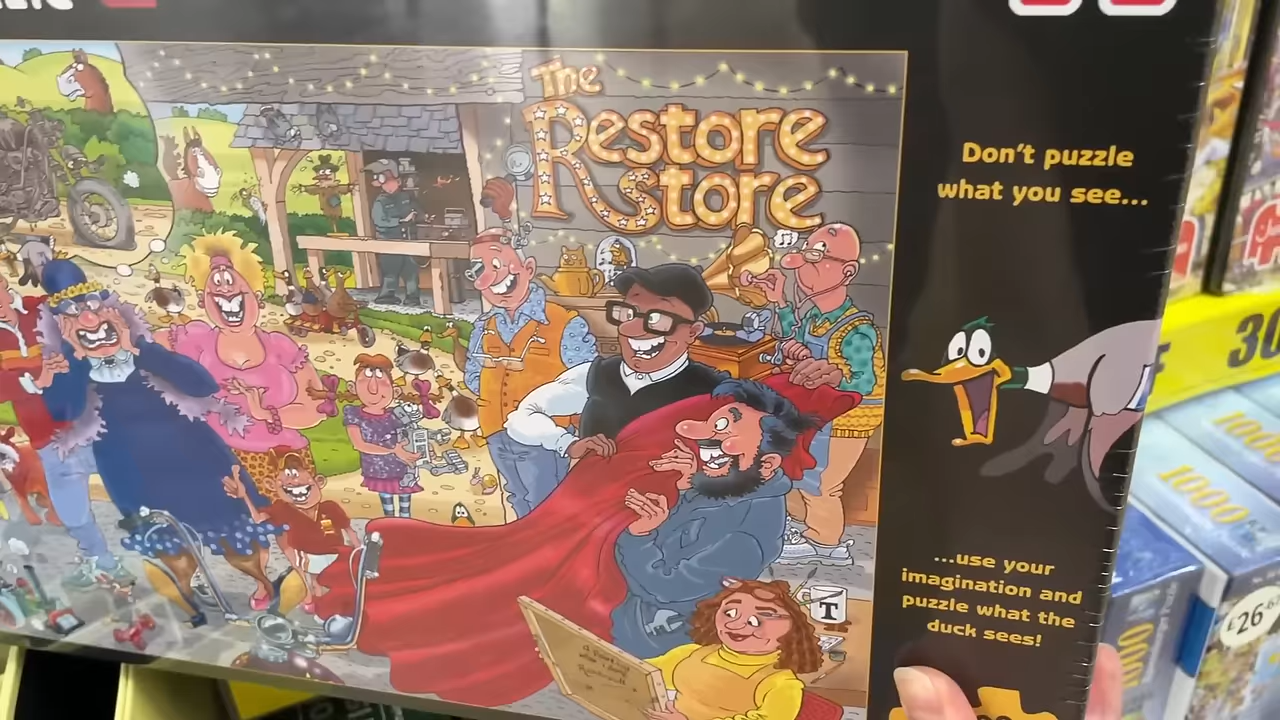 The
Restore
Store
Don't puzzle
what you see...
...use your
imagination and
puzzle what the
duck sees!
T
30
1000
1000
£26